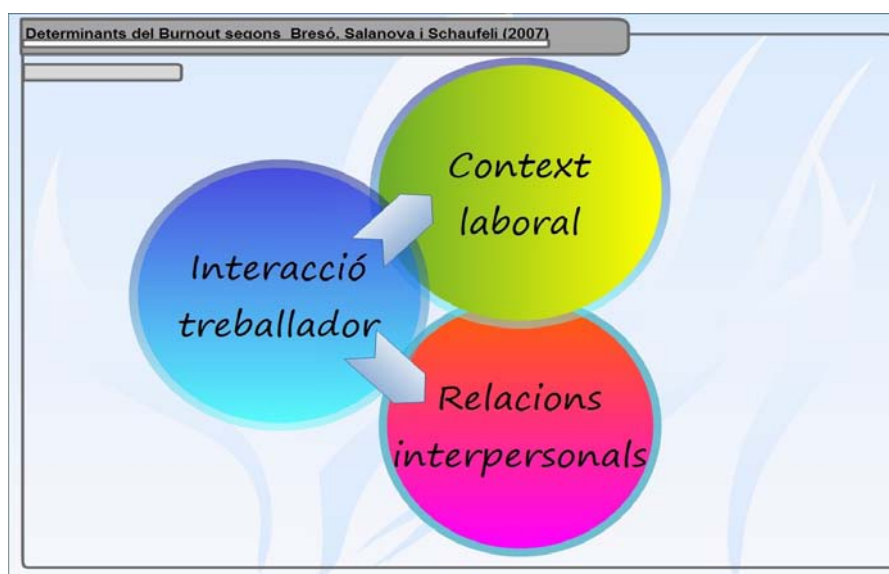 Determinants del Burnout segons Bresó, Salanova i Schaufeli (2007)
Context
laboral
Interacció
treballador
Relacions
interpersonals